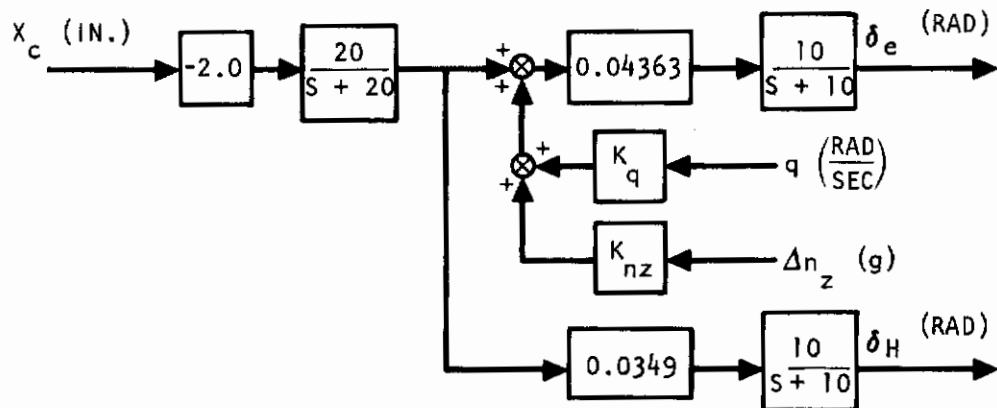 X_c (IN.)
-2.0
20
S + 20
+
+
0.04363
10
S + 10
δ_e (RAD)
+
+
K_q
q (RAD/SEC)
K_nz
Δn_z (g)
0.0349
10
S + 10
δ_H (RAD)